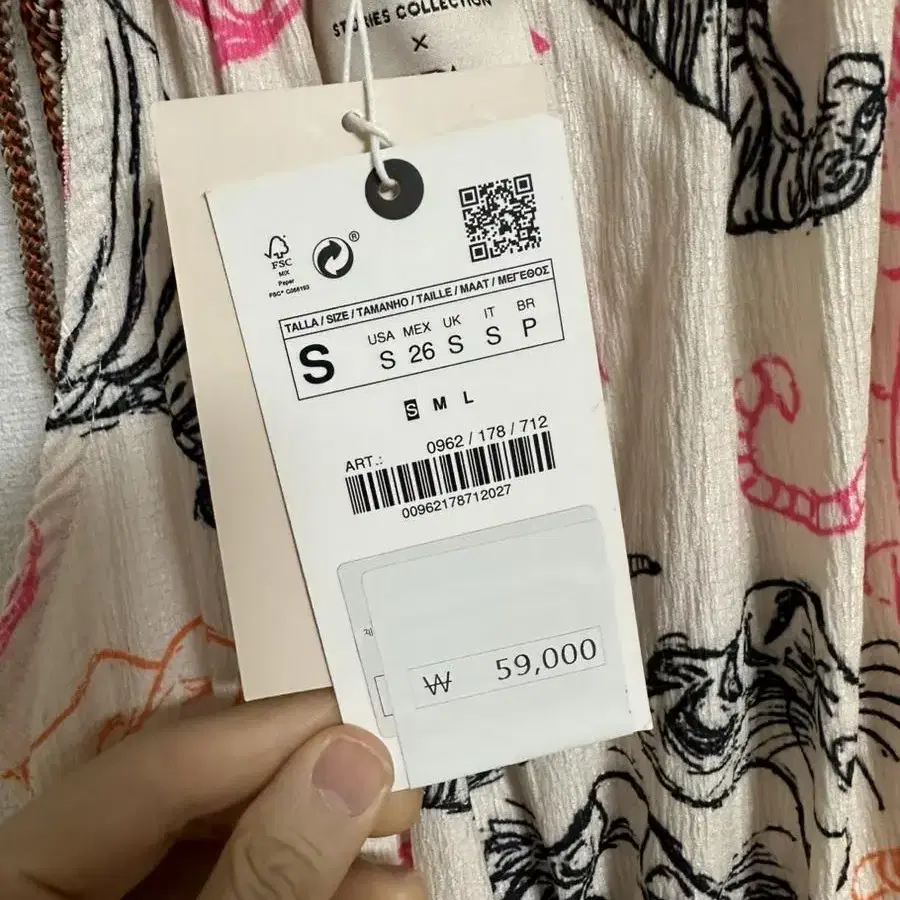 STORIES COLLECTION
×
FSC
MIX
Paper
FSC® C056193
®
TALLA / SIZE / TAMANHO / TAILLE / MAAT / ΜΕΓΕΘΟΣ
S
USA MEX UK IT BR
S 26 S S P
S M L
ART.: 0962 / 178 / 712
00962178712027
₩ 59,000